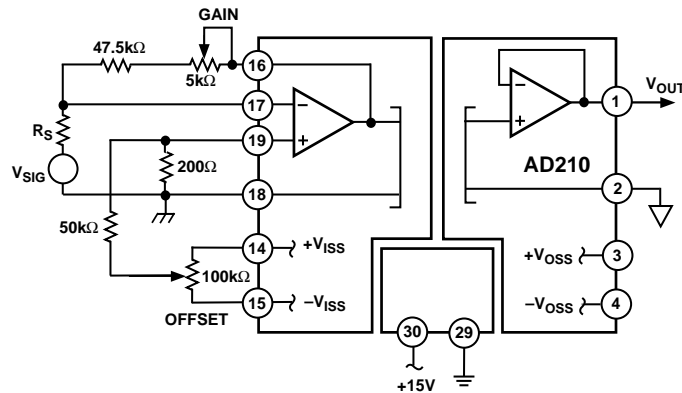 GAIN
47.5kΩ
5kΩ
16
17
19
18
14
15
1
2
3
4
30
29
RS
VSIG
200Ω
50kΩ
+VISS
100kΩ
–VISS
OFFSET
VOUT
AD210
+VOSS
–VOSS
+15V